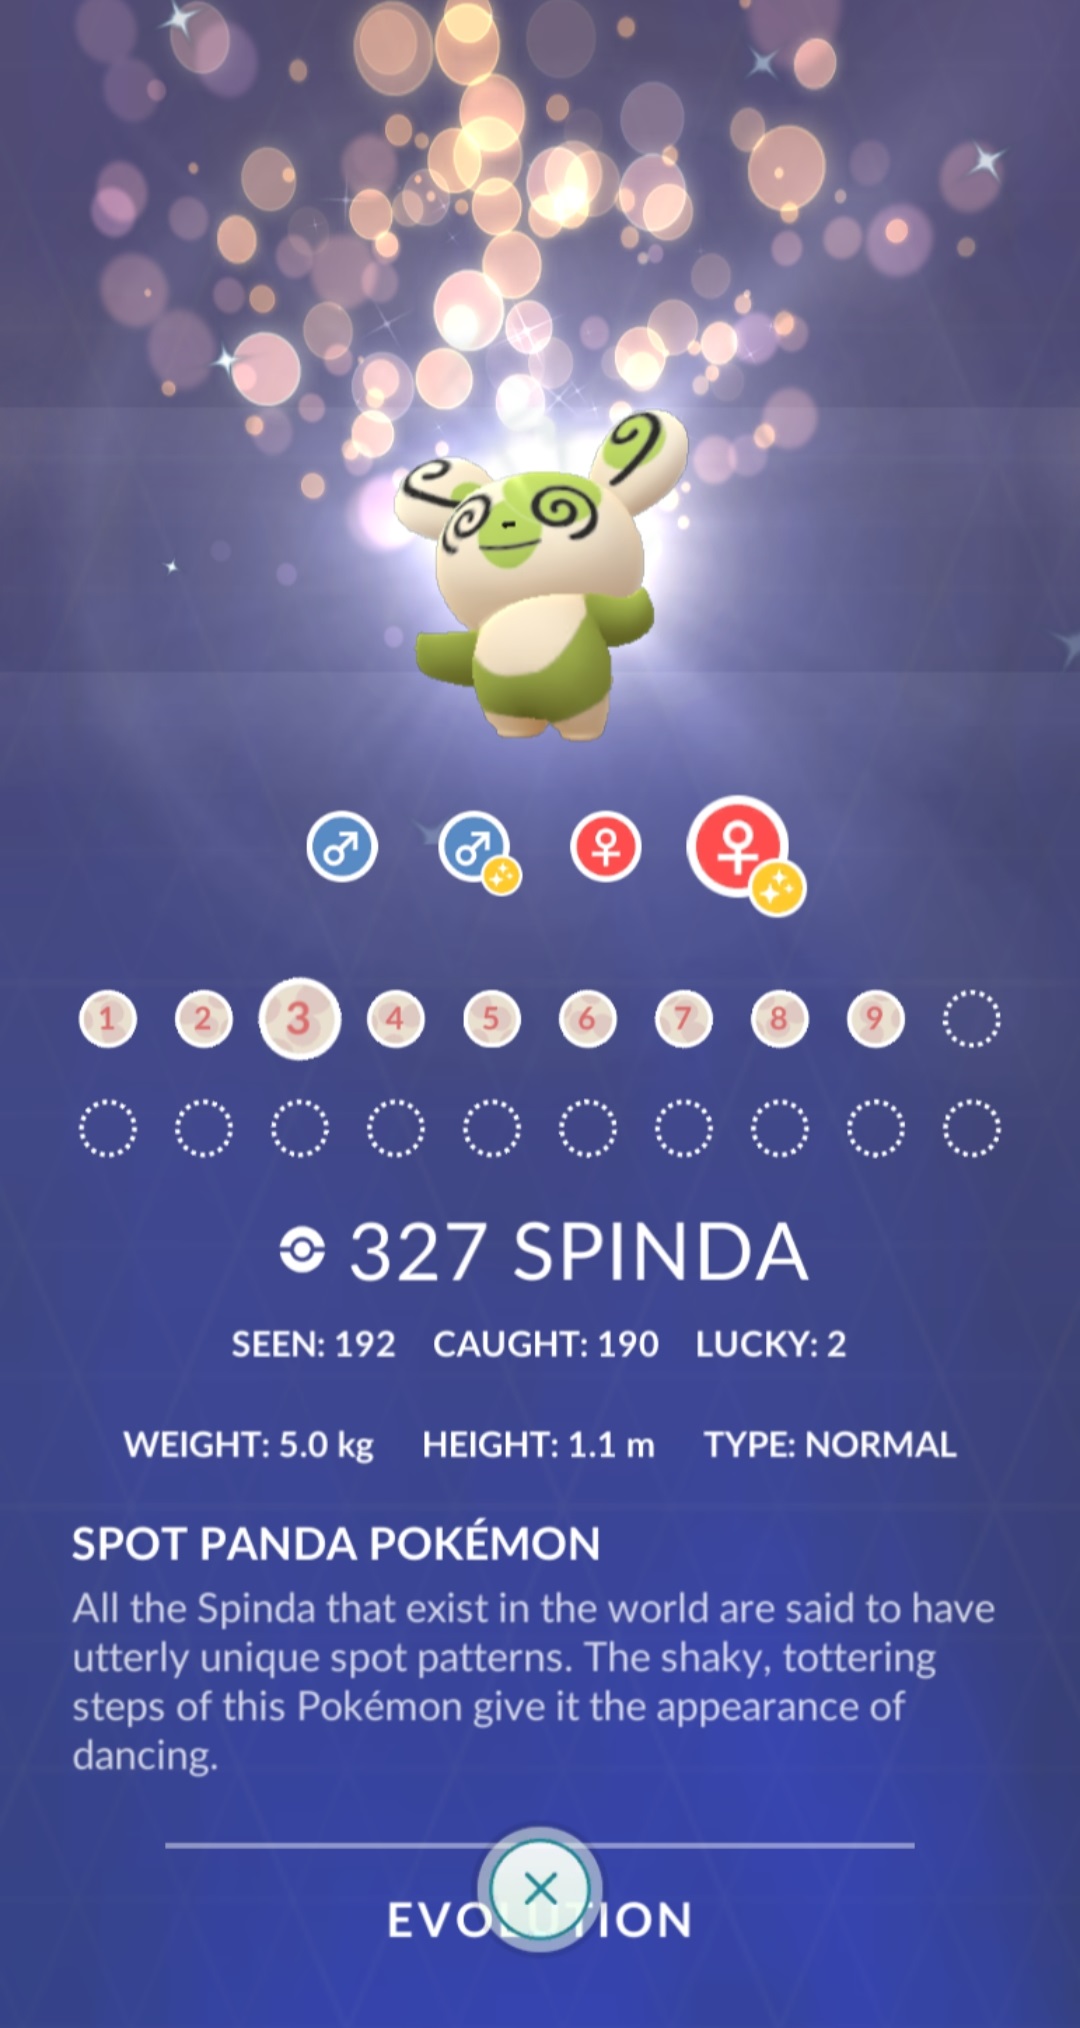 1 2 3 4 5 6 7 8 9
327 SPINDA
SEEN: 192 CAUGHT: 190 LUCKY: 2
WEIGHT: 5.0 kg HEIGHT: 1.1 m TYPE: NORMAL
SPOT PANDA POKÉMON
All the Spinda that exist in the world are said to have
utterly unique spot patterns. The shaky, tottering
steps of this Pokémon give it the appearance of
dancing.
EVOLUTION